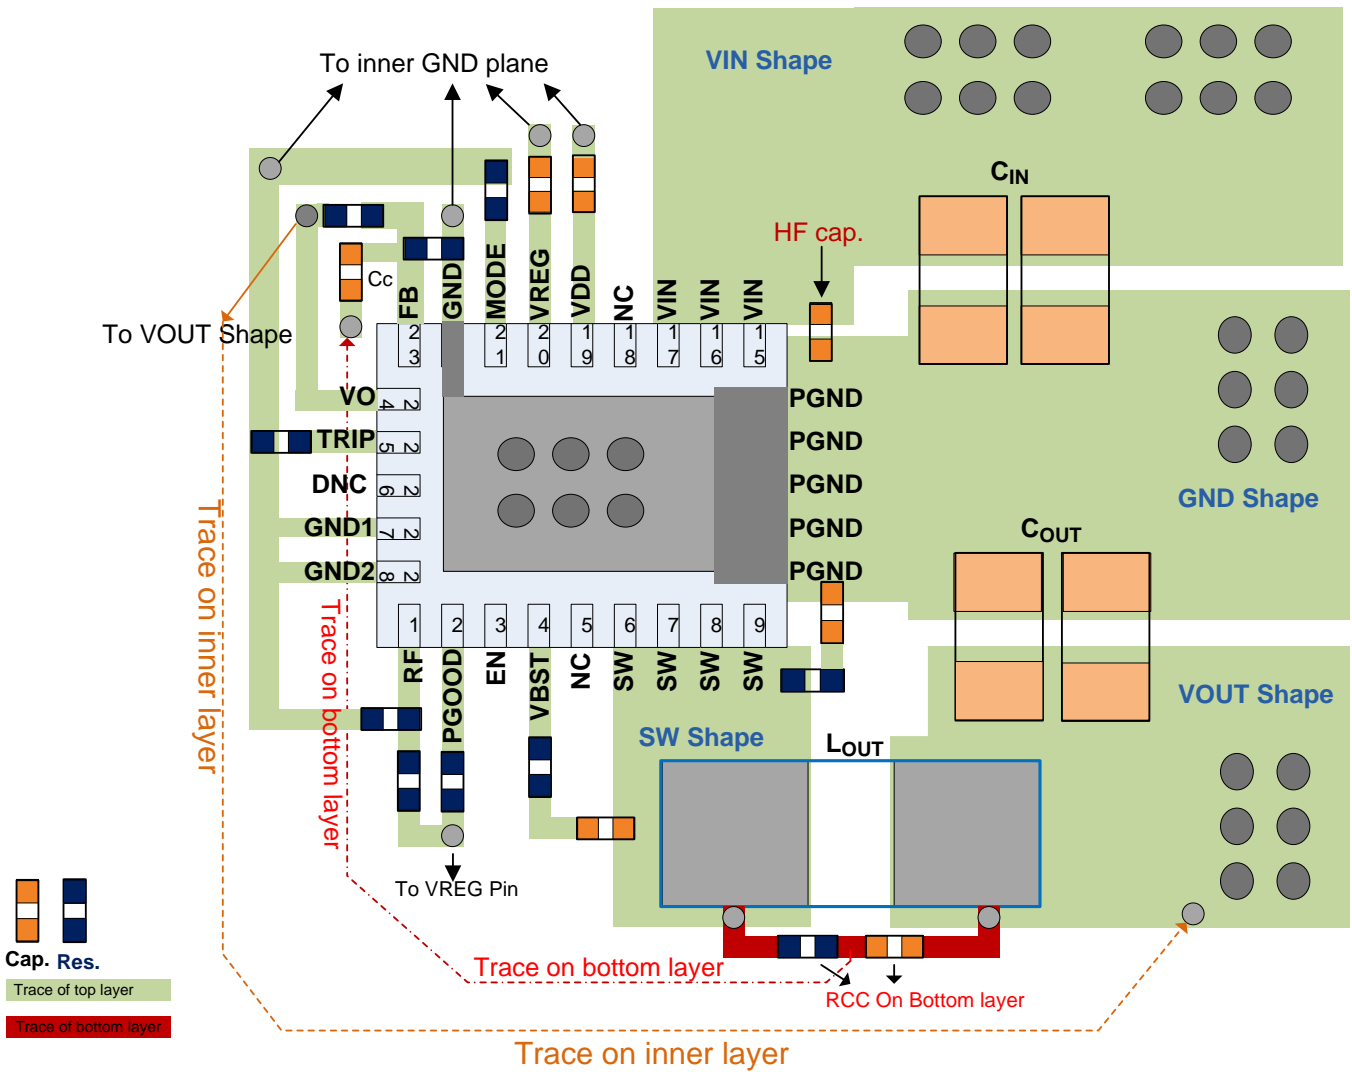 VIN Shape
To inner GND plane
C_IN
HF cap.
Cc
FB
GND
MODE
VREG
VDD
NC
VIN
VIN
VIN
To VOUT Shape
23
21
20
19
18
17
16
15
VO
24
TRIP
25
DNC
26
GND1
27
GND2
28
PGND
PGND
PGND
PGND
PGND
GND Shape
C_OUT
1
2
3
4
5
6
7
8
9
RF
PGOOD
EN
VBST
NC
SW
SW
SW
SW
VOUT Shape
SW Shape
L_OUT
Trace on inner layer
Trace on bottom layer
To VREG Pin
Cap.
Res.
Trace of top layer
Trace of bottom layer
Trace on bottom layer
RCC On Bottom layer
Trace on inner layer